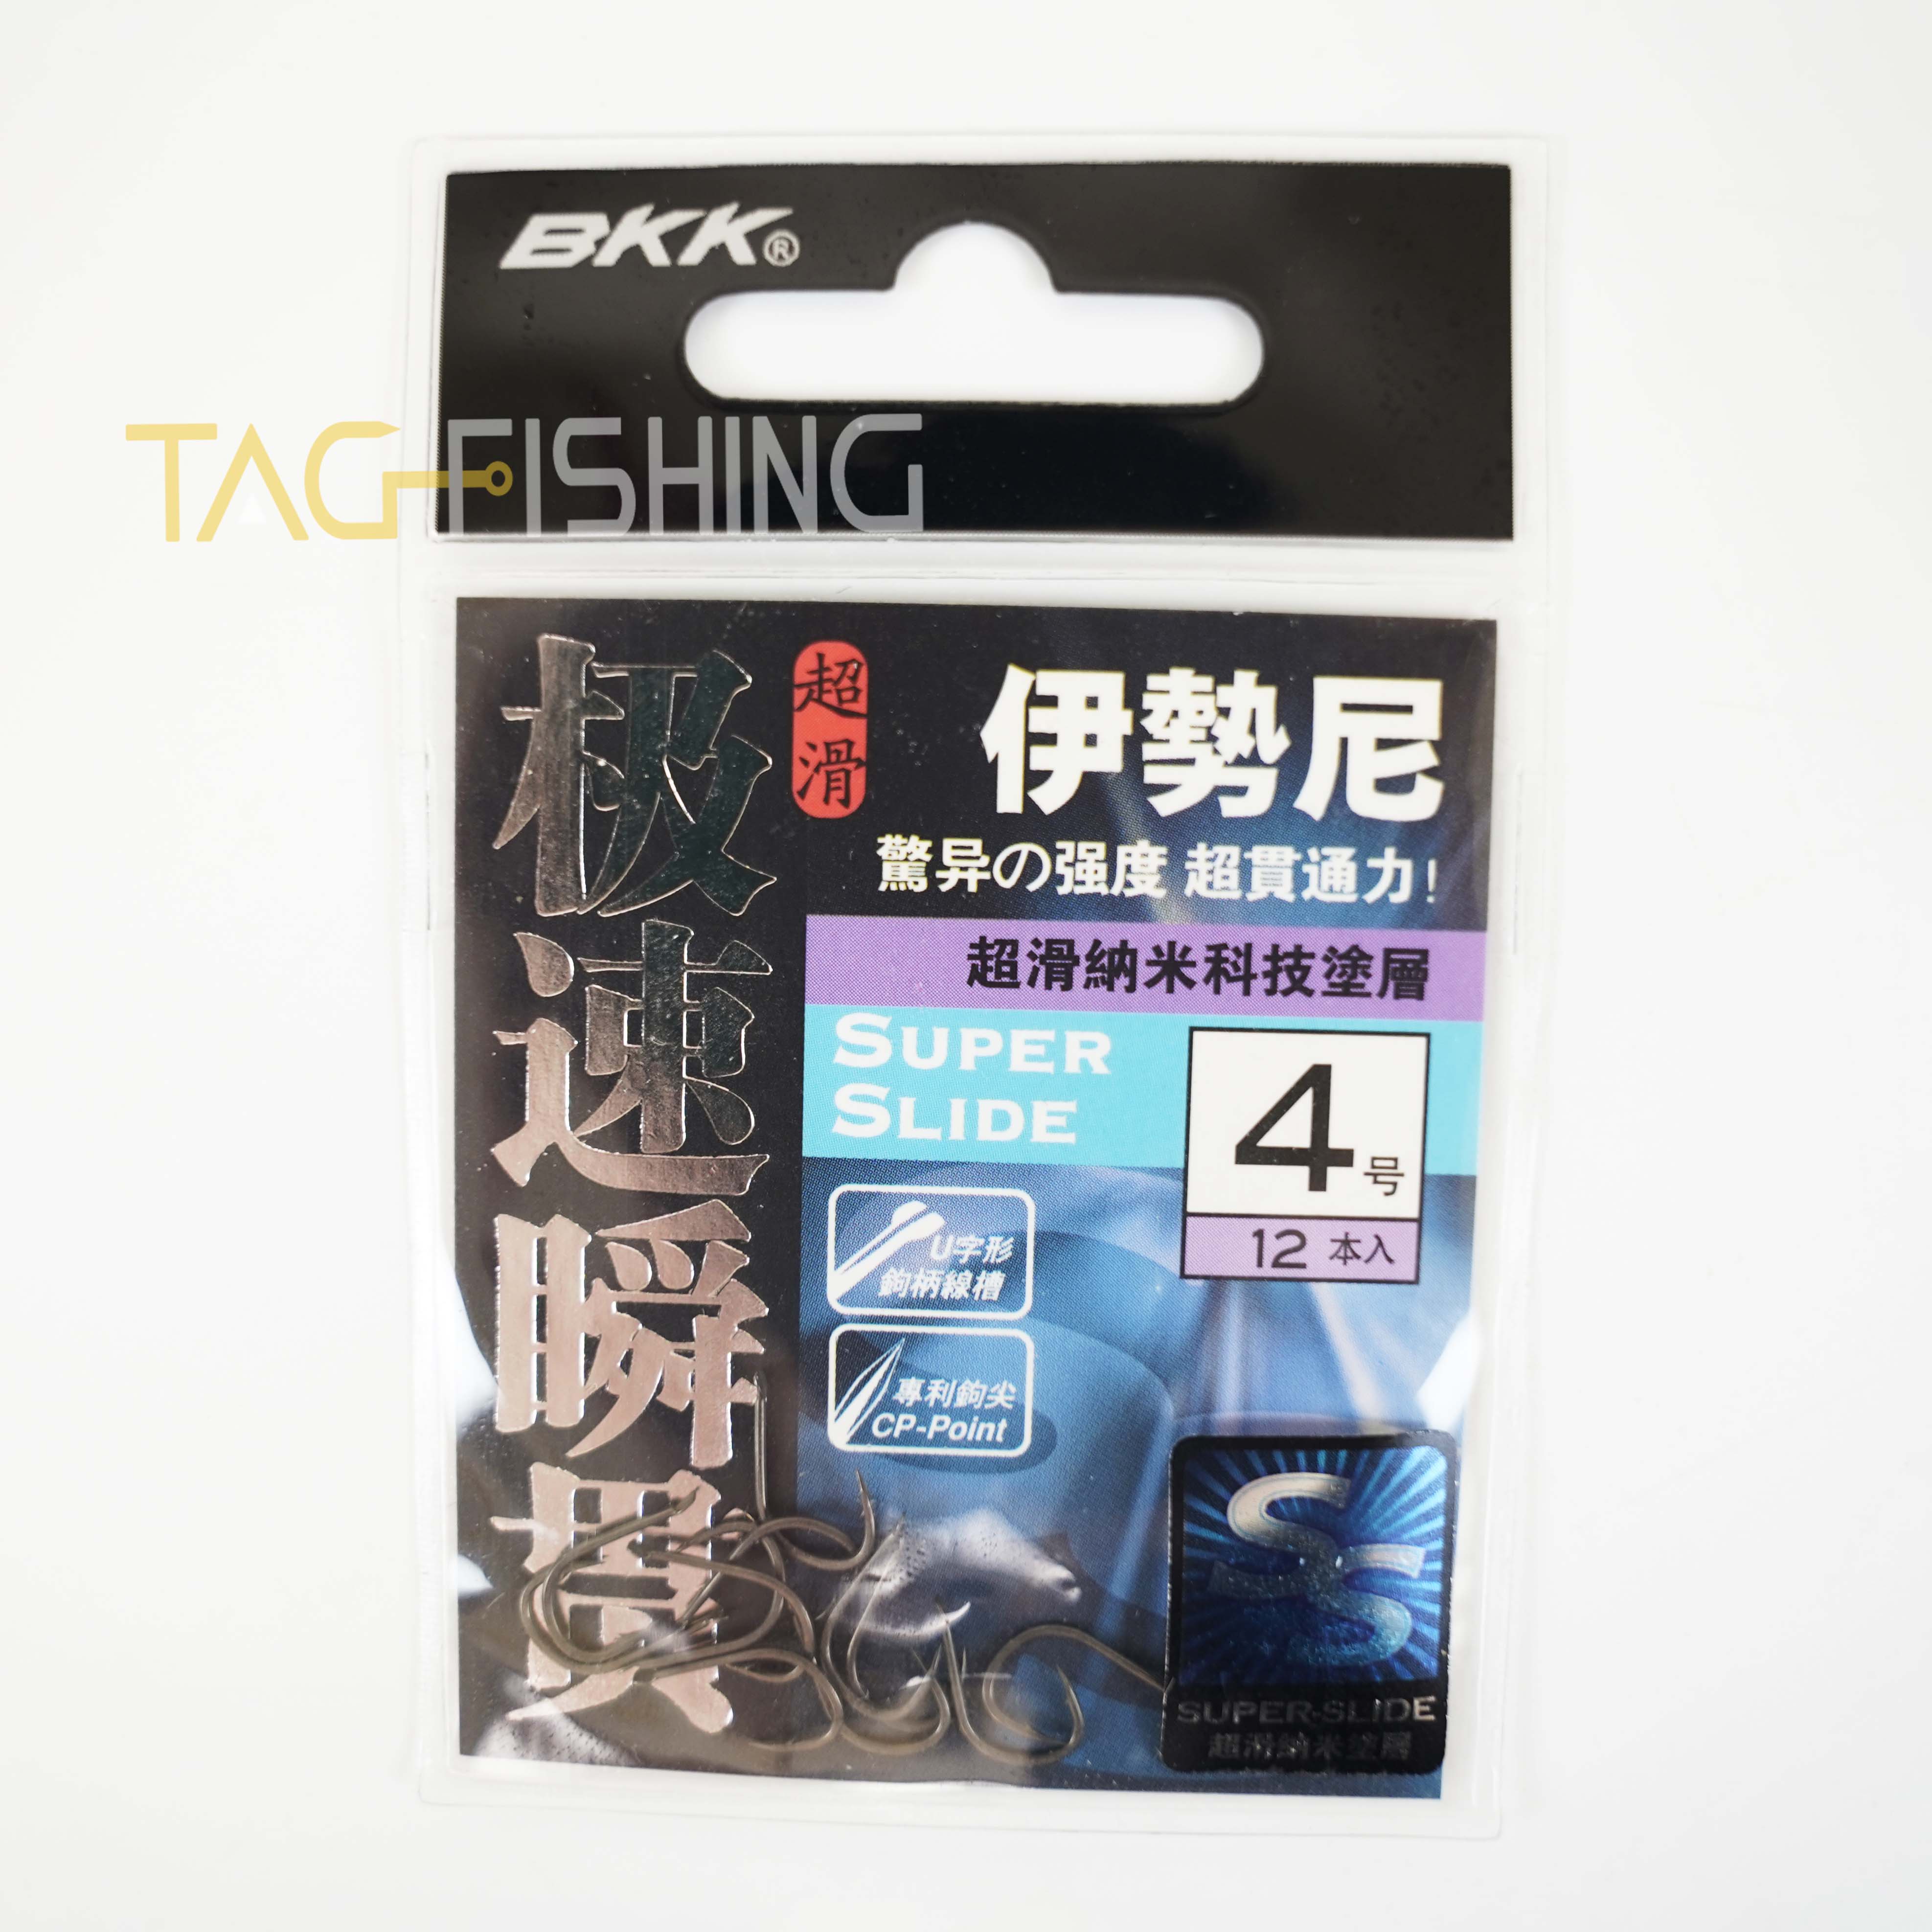 BKK®
TAG FISHING
极速瞬貫
超滑
伊勢尼
驚异の强度 超貫通力!
超滑納米科技塗層
SUPER
SLIDE
4号
12 本入
U字形
鉤柄線槽
專利鉤尖
CP-Point
SS
SUPER-SLIDE
超滑納米塗層